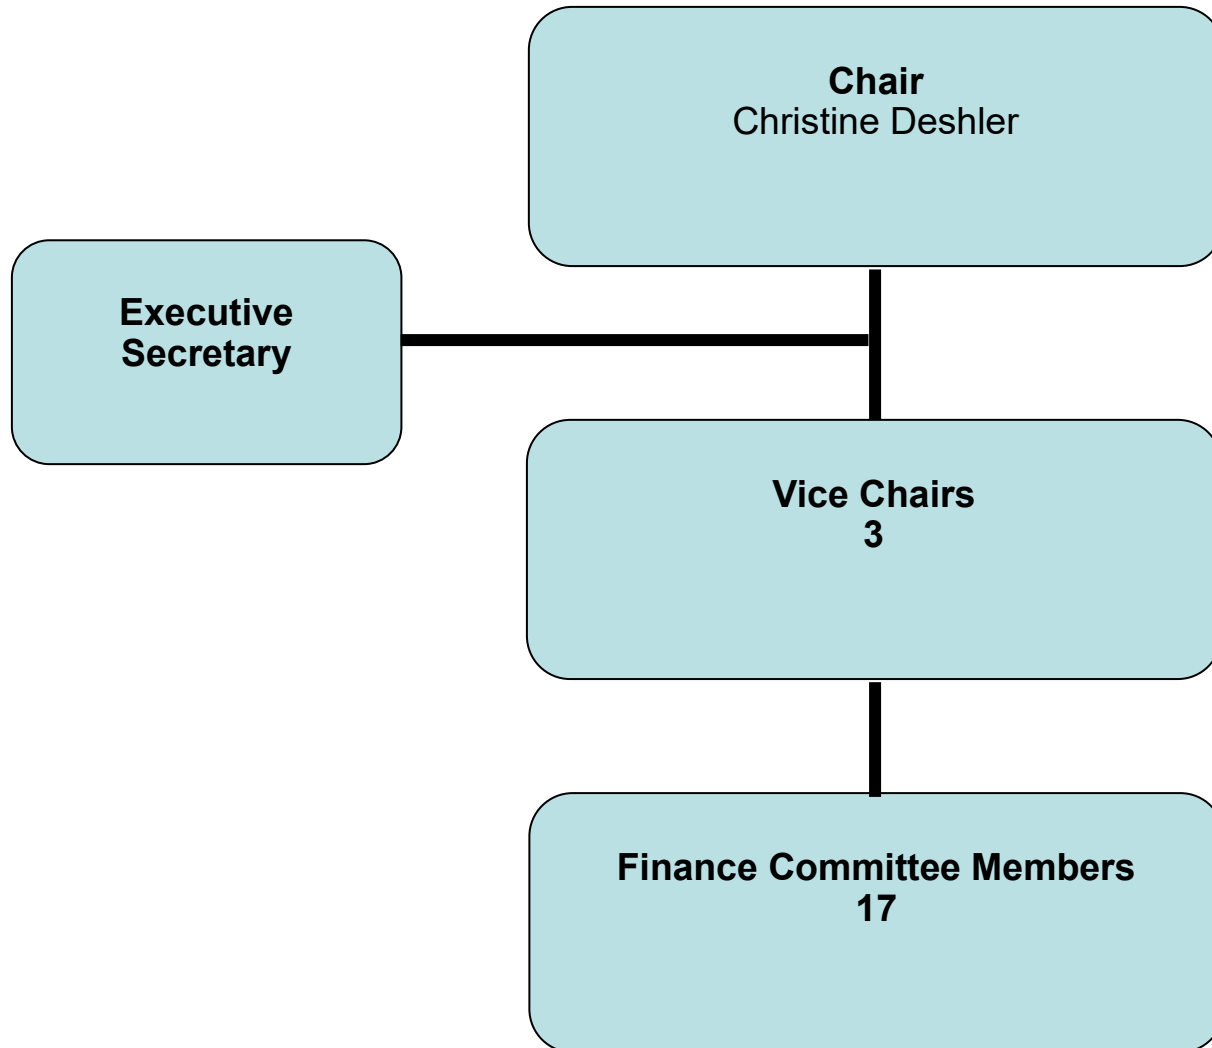 Chair
Christine Deshler
Executive
Secretary
Vice Chairs
3
Finance Committee Members
17